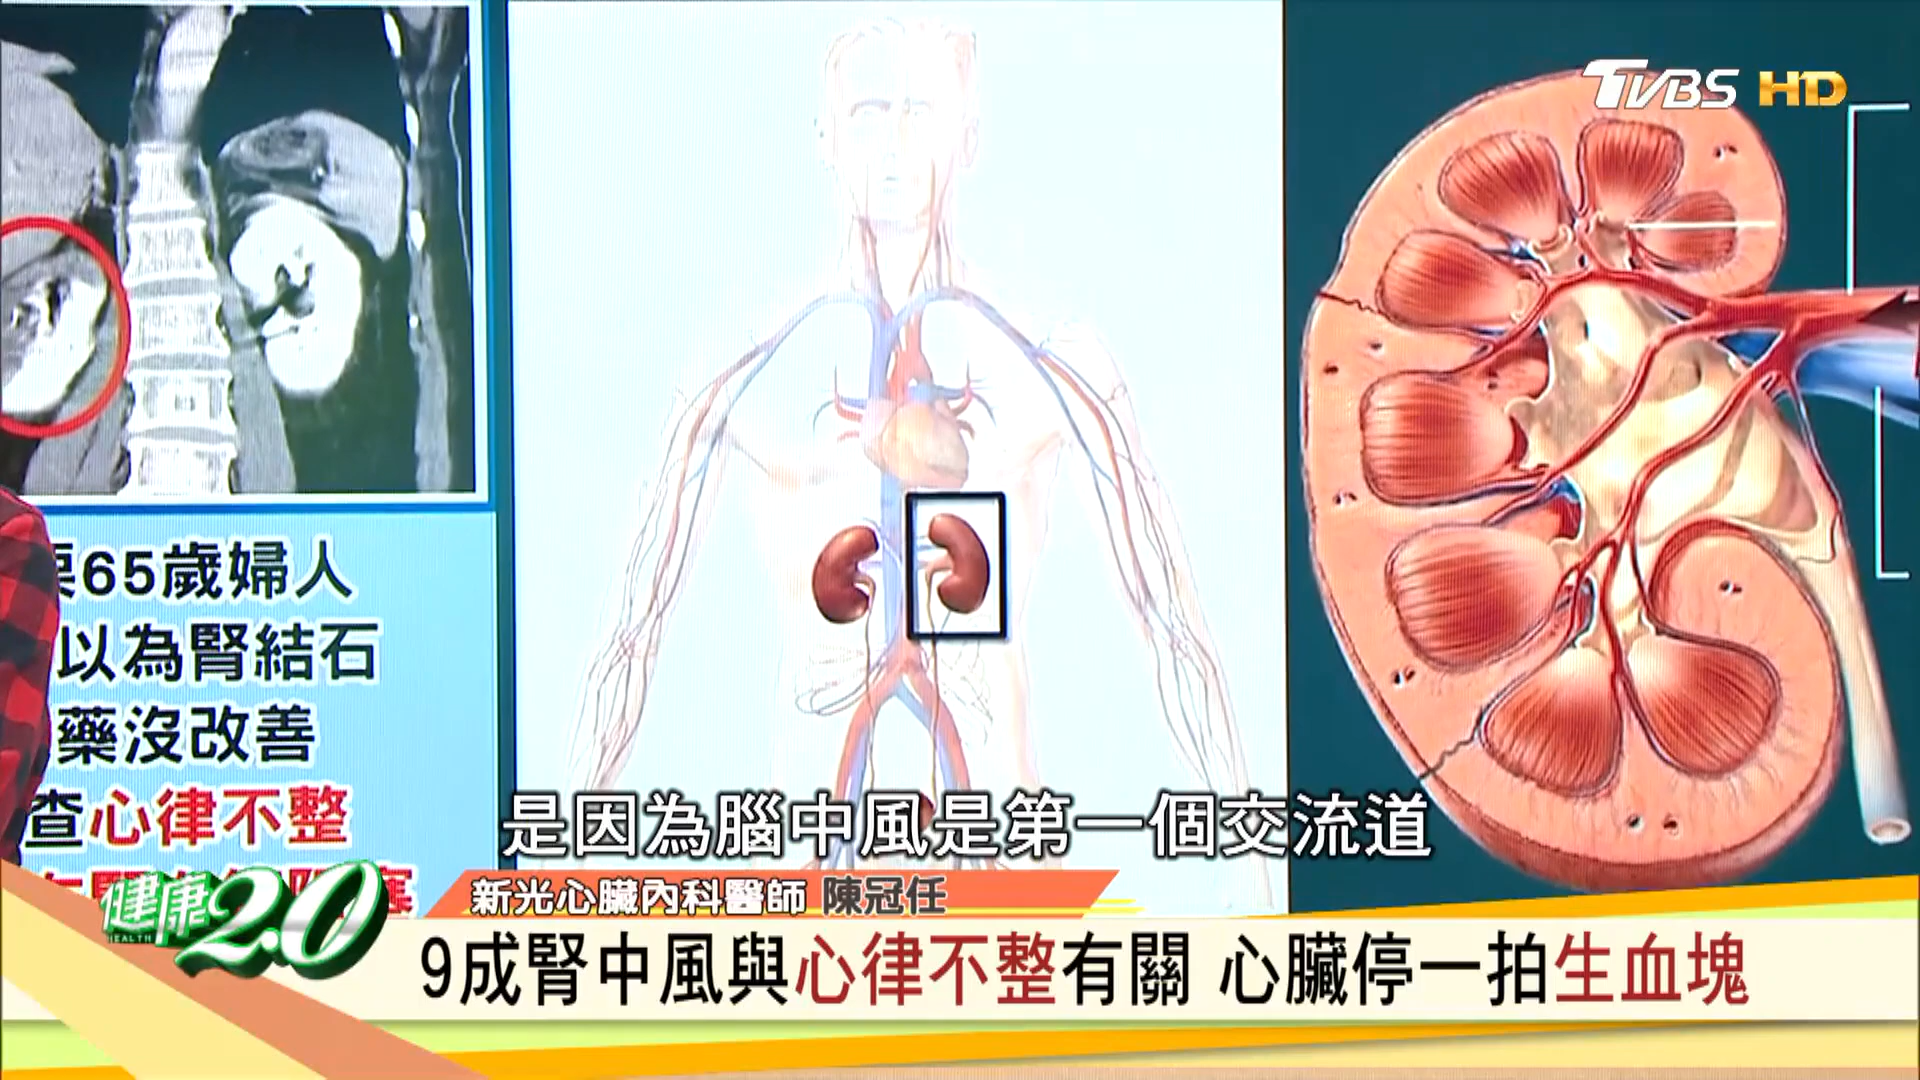 TVBS HD
65歲婦人
以為腎結石
藥沒改善
查心律不整
是因為腦中風是第一個交流道
新光心臟內科醫師 陳冠任
健康2.0
HEALTH
9成腎中風與心律不整有關 心臟停一拍生血塊